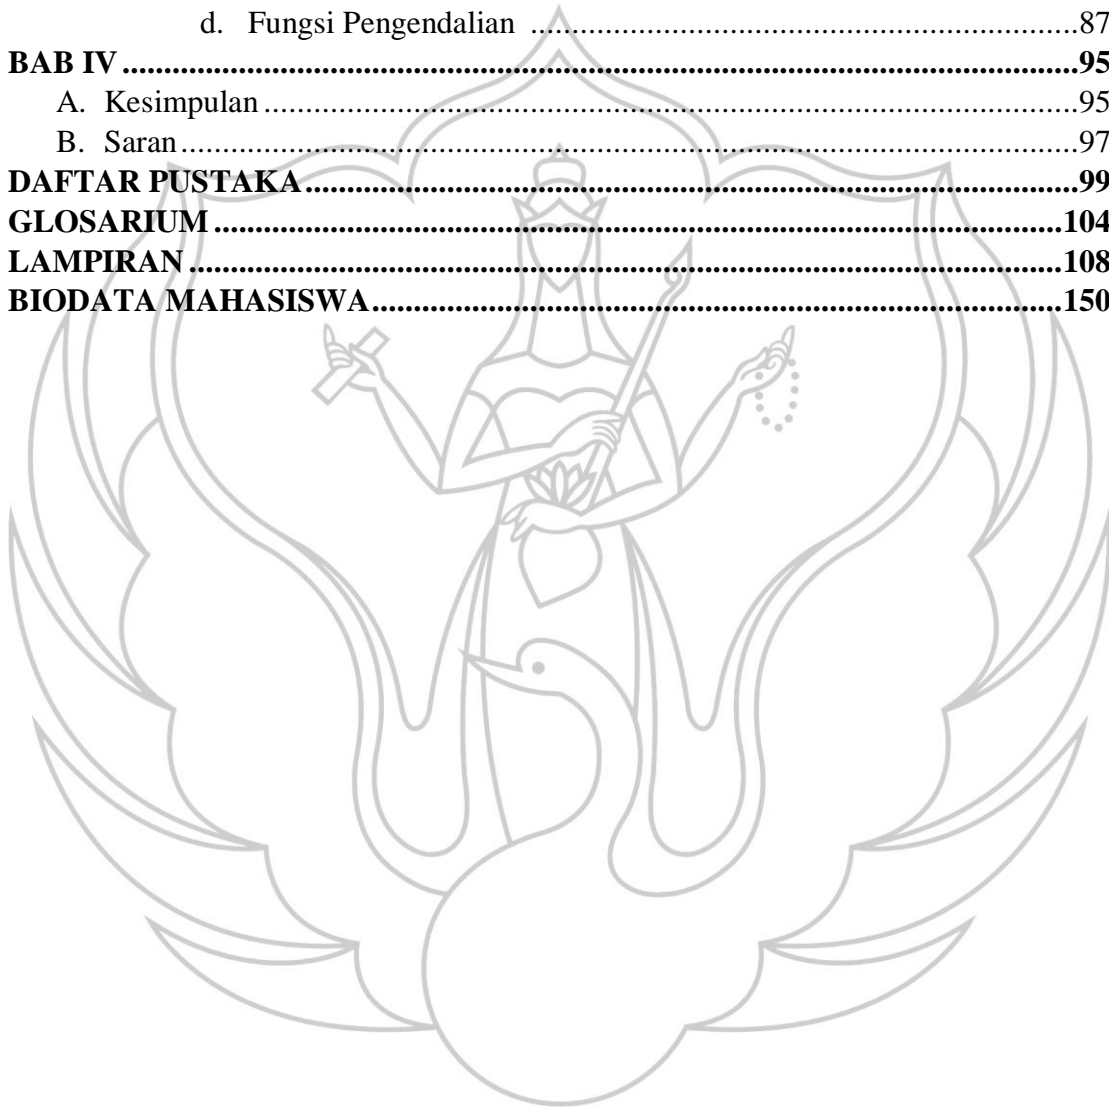 d. Fungsi Pengendalian ..................................................................87
BAB IV ..................................................................95
A. Kesimpulan ..................................................................95
B. Saran ..................................................................97
DAFTAR PUSTAKA ..................................................................99
GLOSARIUM ..................................................................104
LAMPIRAN ..................................................................108
BIODATA MAHASISWA ..................................................................150